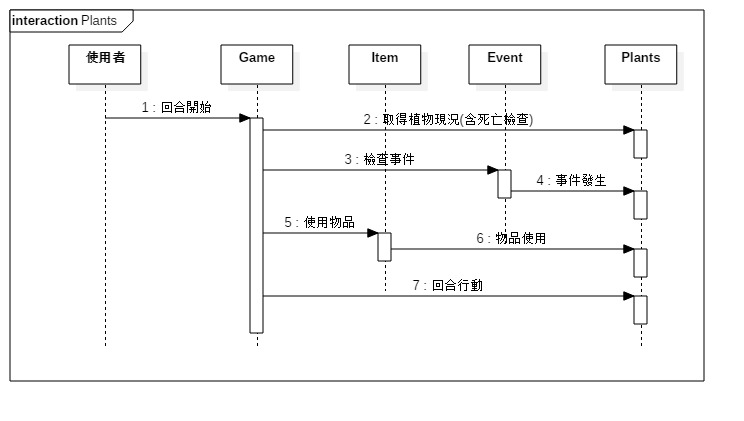 interaction Plants
使用者
Game
Item
Event
Plants
1 : 回合開始
2 : 取得植物現況(含死亡檢查)
3 : 檢查事件
4 : 事件發生
5 : 使用物品
6 : 物品使用
7 : 回合行動